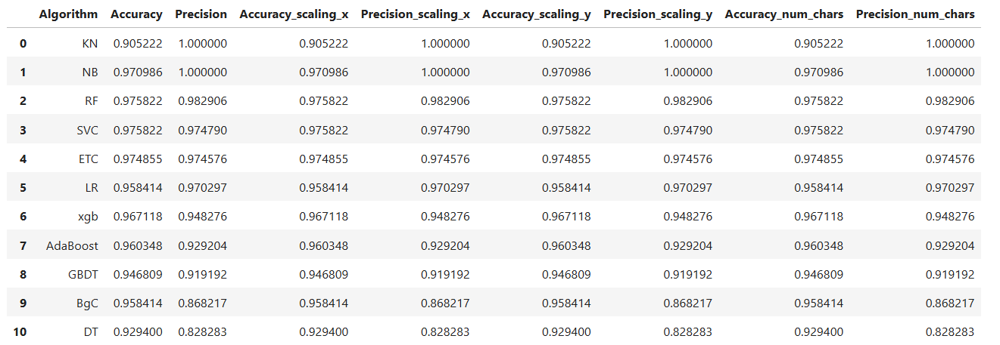 Algorithm Accuracy Precision Accuracy_scaling_x Precision_scaling_x Accuracy_scaling_y Precision_scaling_y Accuracy_num_chars Precision_num_chars
0 KN 0.905222 1.000000 0.905222 1.000000 0.905222 1.000000 0.905222 1.000000
1 NB 0.970986 1.000000 0.970986 1.000000 0.970986 1.000000 0.970986 1.000000
2 RF 0.975822 0.982906 0.975822 0.982906 0.975822 0.982906 0.975822 0.982906
3 SVC 0.975822 0.974790 0.975822 0.974790 0.975822 0.974790 0.975822 0.974790
4 ETC 0.974855 0.974576 0.974855 0.974576 0.974855 0.974576 0.974855 0.974576
5 LR 0.958414 0.970297 0.958414 0.970297 0.958414 0.970297 0.958414 0.970297
6 xgb 0.967118 0.948276 0.967118 0.948276 0.967118 0.948276 0.967118 0.948276
7 AdaBoost 0.960348 0.929204 0.960348 0.929204 0.960348 0.929204 0.960348 0.929204
8 GBDT 0.946809 0.919192 0.946809 0.919192 0.946809 0.919192 0.946809 0.919192
9 BgC 0.958414 0.868217 0.958414 0.868217 0.958414 0.868217 0.958414 0.868217
10 DT 0.929400 0.828283 0.929400 0.828283 0.929400 0.828283 0.929400 0.828283